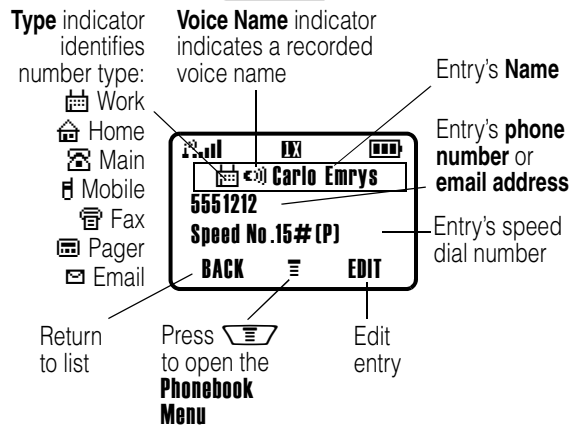 Type indicator
identifies
number type:
Work
Home
Main
Mobile
Fax
Pager
Email
Voice Name indicator
indicates a recorded
voice name
Entry's Name
Entry's phone
number or
email address
Entry's speed
dial number
DX
Carlo Emrys
5551212
Speed No.15# (P)
BACK
EDIT
Return
to list
Press
to open the
Phonebook
Menu
Edit
entry